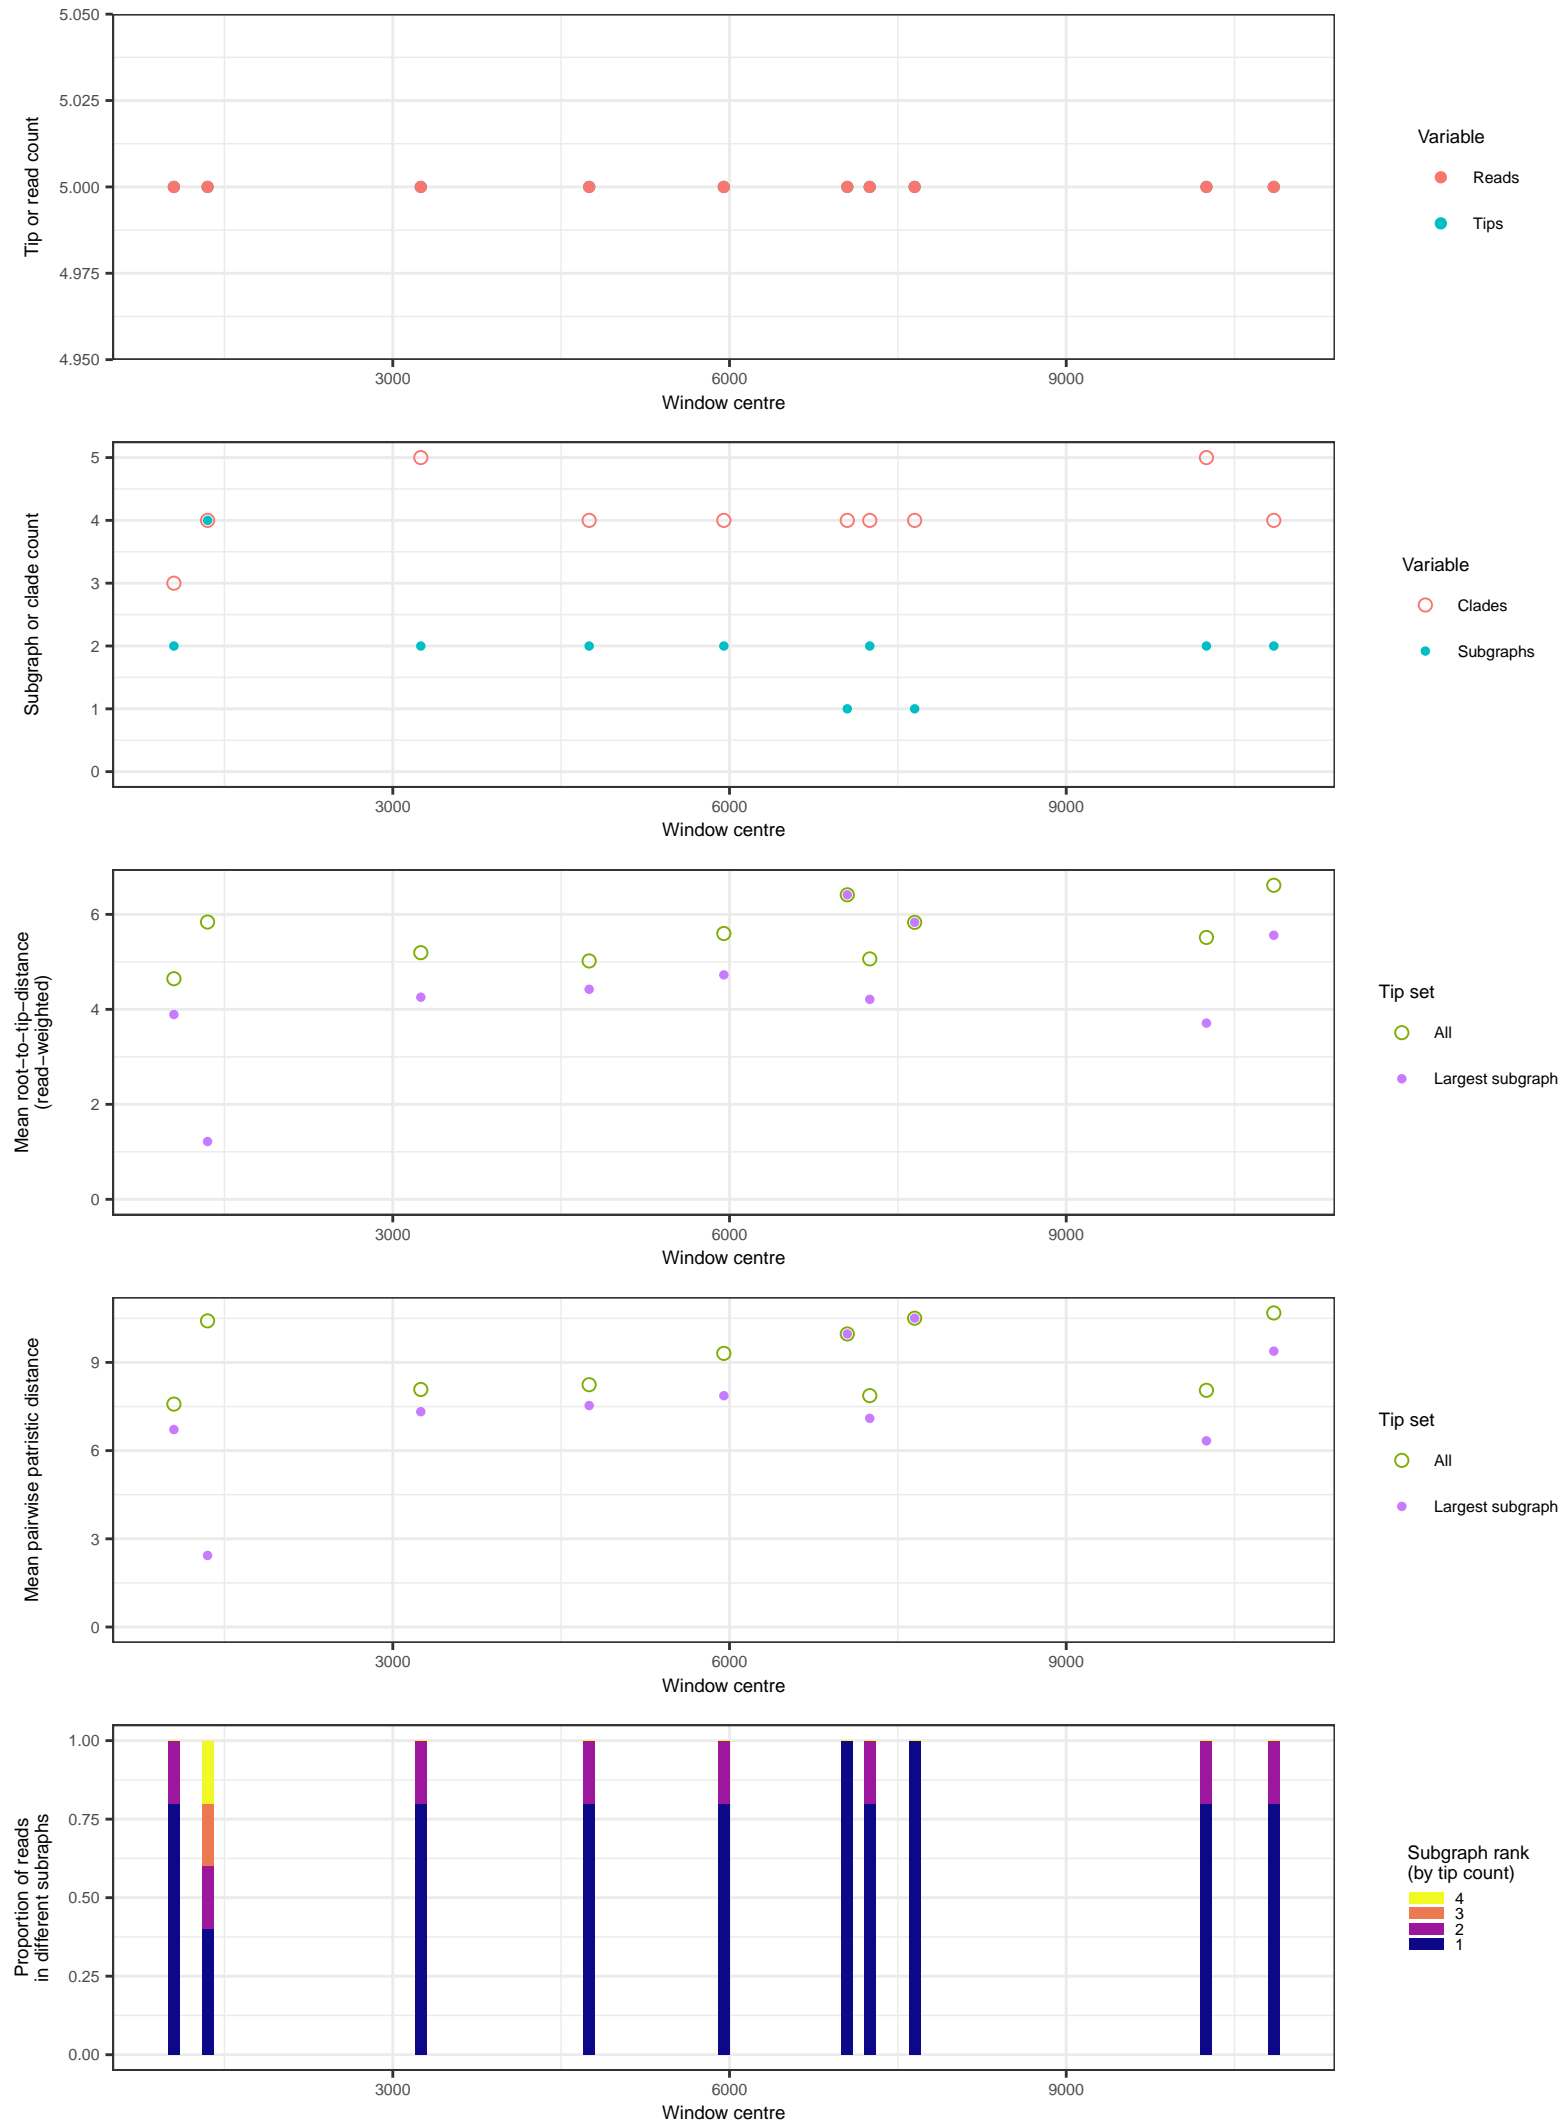 5.050
5.025
5.000
4.975
4.950
Tip or read count
3000 6000 9000
Window centre
Variable
Reads
Tips
5
4
3
2
1
0
Subgraph or clade count
3000 6000 9000
Window centre
Variable
Clades
Subgraphs
6
4
2
0
Mean root−to−tip−distance
(read−weighted)
3000 6000 9000
Window centre
Tip set
All
Largest subgraph
9
6
3
0
Mean pairwise patristic distance
3000 6000 9000
Window centre
Tip set
All
Largest subgraph
1.00
0.75
0.50
0.25
0.00
Proportion of reads
in different subraphs
3000 6000 9000
Window centre
Subgraph rank
(by tip count)
4
3
2
1